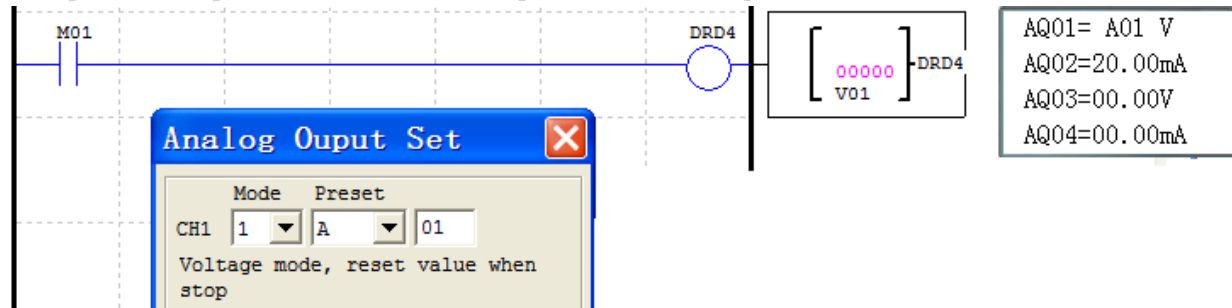 M01
DRD4
00000
DRD4
V01
AQ01= A01 V
AQ02=20.00mA
AQ03=00.00V
AQ04=00.00mA
Analog Ouput Set
Mode Preset
CH1 1 A 01
Voltage mode, reset value when
stop